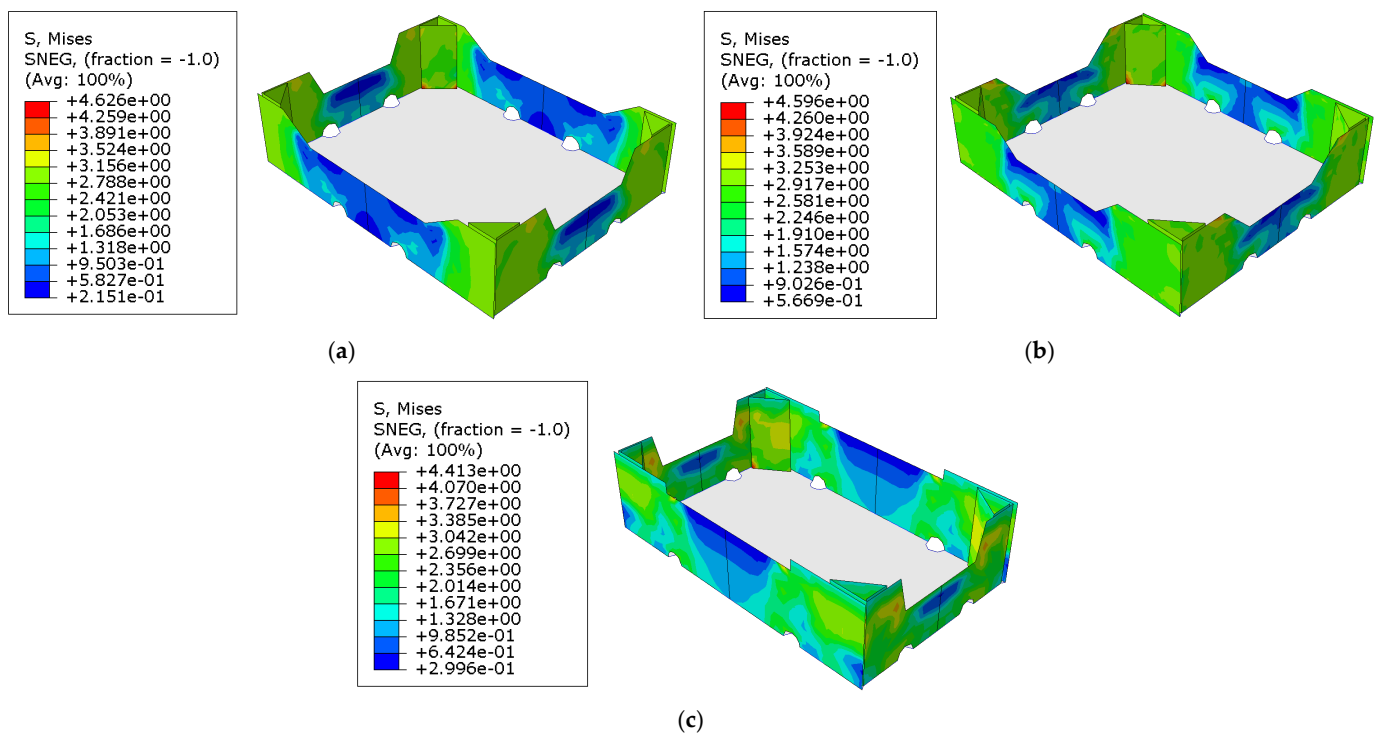 S, Mises
SNEG, (fraction = -1.0)
(Avg: 100%)
+4.626e+00
+4.259e+00
+3.891e+00
+3.524e+00
+3.156e+00
+2.788e+00
+2.421e+00
+2.053e+00
+1.686e+00
+1.318e+00
+9.503e-01
+5.827e-01
+2.151e-01
(a)
S, Mises
SNEG, (fraction = -1.0)
(Avg: 100%)
+4.596e+00
+4.260e+00
+3.924e+00
+3.589e+00
+3.253e+00
+2.917e+00
+2.581e+00
+2.246e+00
+1.910e+00
+1.574e+00
+1.238e+00
+9.026e-01
+5.669e-01
(b)
S, Mises
SNEG, (fraction = -1.0)
(Avg: 100%)
+4.413e+00
+4.070e+00
+3.727e+00
+3.385e+00
+3.042e+00
+2.699e+00
+2.356e+00
+2.014e+00
+1.671e+00
+1.328e+00
+9.852e-01
+6.424e-01
+2.996e-01
(c)